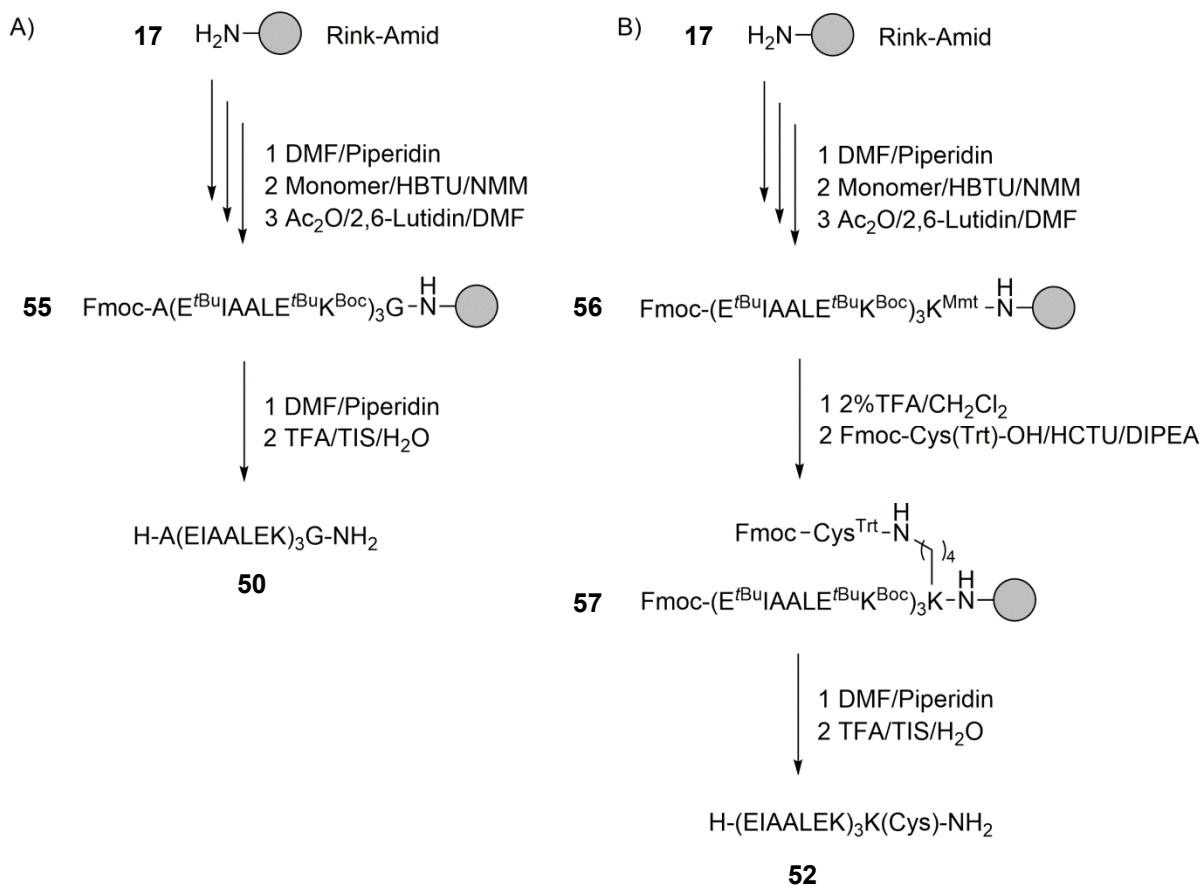 A)
17 H₂N Rink-Amid
1 DMF/Piperidin
2 Monomer/HBTU/NMM
3 Ac₂O/2,6-Lutidin/DMF
55 Fmoc-A(EᵗᴮᵘIAALEᵗᴮᵘKᴮᵒᶜ)₃G-N
H
1 DMF/Piperidin
2 TFA/TIS/H₂O
H-A(EIAALEK)₃G-NH₂
50
B)
17 H₂N Rink-Amid
1 DMF/Piperidin
2 Monomer/HBTU/NMM
3 Ac₂O/2,6-Lutidin/DMF
56 Fmoc-(EᵗᴮᵘIAALEᵗᴮᵘKᴮᵒᶜ)₃Kᴹᵐᵗ-N
H
1 2%TFA/CH₂Cl₂
2 Fmoc-Cys(Trt)-OH/HCTU/DIPEA
H
Fmoc-Cysᵀʳᵗ-N
( )₄
H
57 Fmoc-(EᵗᴮᵘIAALEᵗᴮᵘKᴮᵒᶜ)₃K-N
1 DMF/Piperidin
2 TFA/TIS/H₂O
H-(EIAALEK)₃K(Cys)-NH₂
52